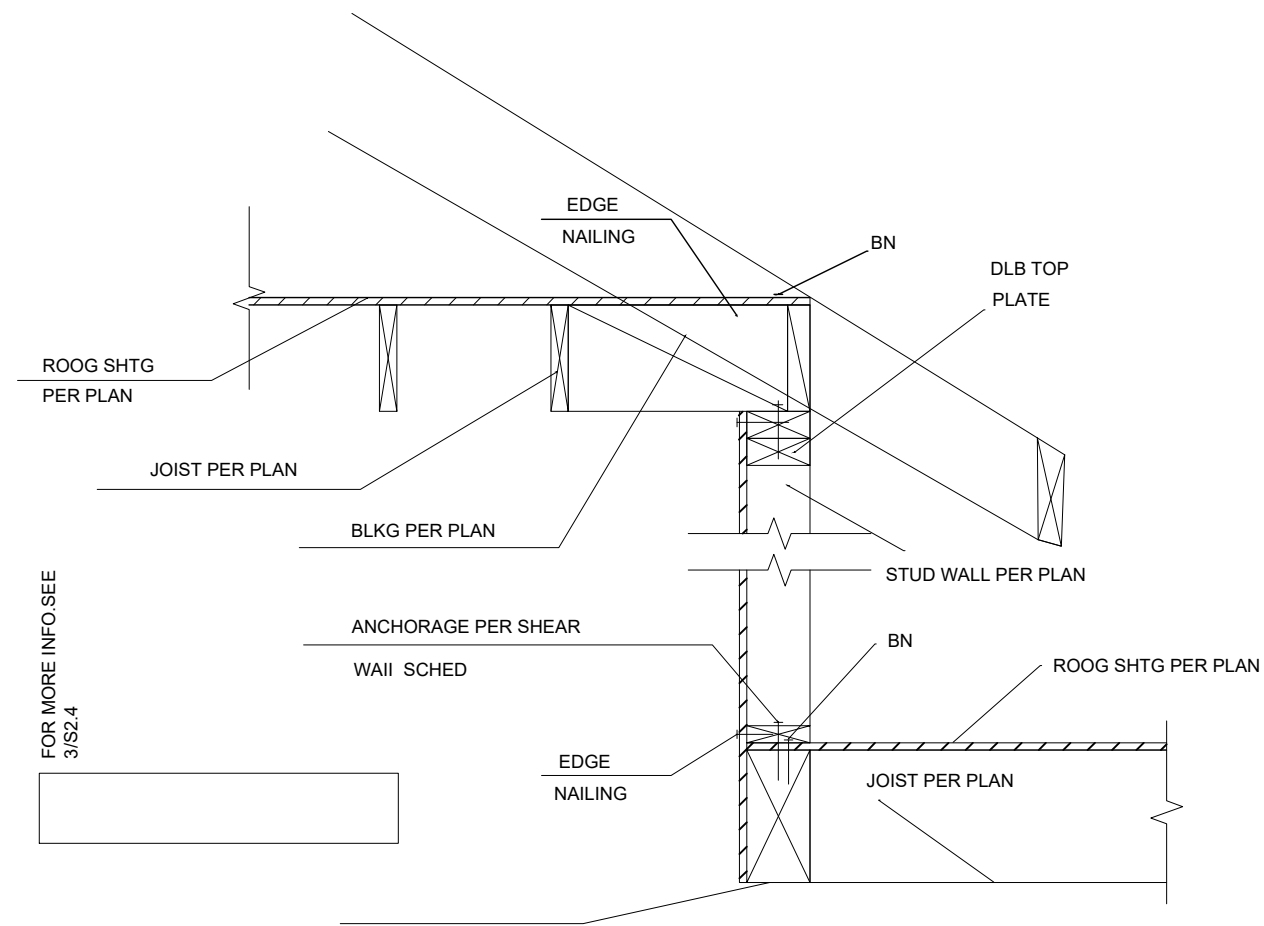 EDGE
NAILING
BN
DLB TOP
PLATE
ROOG SHTG
PER PLAN
JOIST PER PLAN
BLKG PER PLAN
STUD WALL PER PLAN
FOR MORE INFO.SEE
3/S2.4
ANCHORAGE PER SHEAR
WAII SCHED
BN
ROOG SHTG PER PLAN
EDGE
NAILING
JOIST PER PLAN